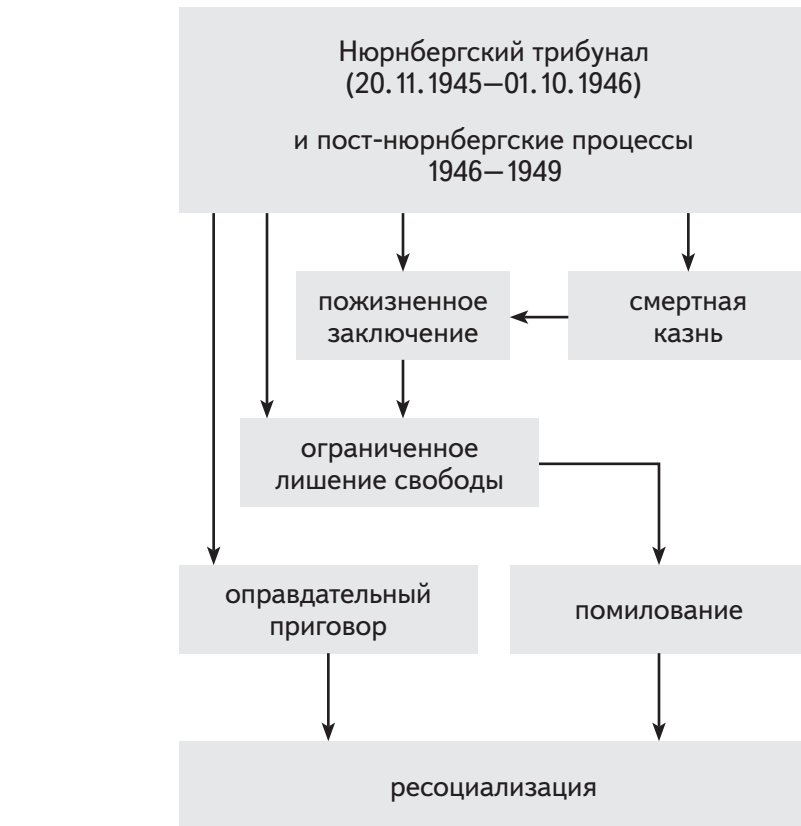 Нюрнбергский трибунал
(20.11.1945—01.10.1946)
и пост-нюрнбергские процессы
1946—1949
пожизненное
заключение
смертная
казнь
ограниченное
лишение свободы
оправдательный
приговор
помилование
ресоциализация